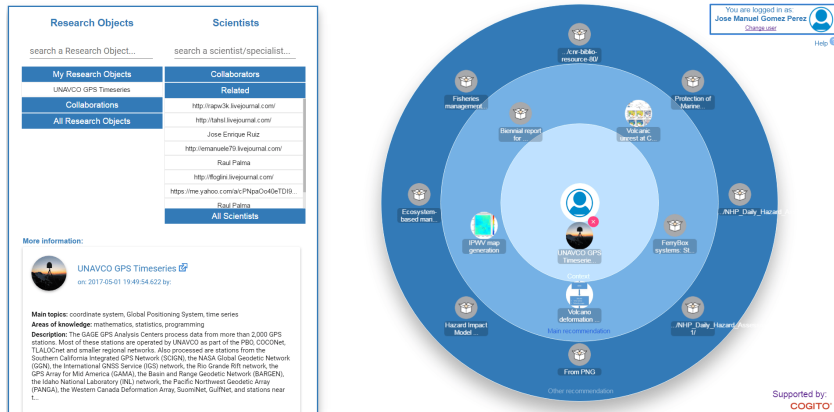 Research Objects
Scientists
search a Research Object...
search a scientist/specialist...
My Research Objects
UNAVCO GPS Timeseries
Collaborations
All Research Objects
Collaborators
Related
http://rapw3k.livejournal.com/
http://tahsl.livejournal.com/
Jose Enrique Ruiz
http://emanuele79.livejournal.com/
Raul Palma
http://ffoglini.livejournal.com/
https://me.yahoo.com/a/cPNpaOo40eTDI9...
Raul Palma
All Scientists
More information:
UNAVCO GPS Timeseries
on: 2017-05-01 19:49:54.622 by:
Main topics: coordinate system, Global Positioning System, time series
Areas of knowledge: mathematics, statistics, programming
Description: The GAGE GPS Analysis Centers process data from more than 2,000 GPS
stations. Most of these stations are operated by UNAVCO as part of the PBO, COCONet,
TLALOCnet and smaller regional networks. Also processed are stations from the
Southern California Integrated GPS Network (SCIGN), the NASA Global Geodetic Network
(GGN), the International GNSS Service (IGS) network, the Rio Grande Rift network, the
GPS Array for Mid America (GAMA), the Basin and Range Geodetic Network (BARGEN),
the Idaho National Laboratory (INL) network, the Pacific Northwest Geodetic Array
(PANGA), the Western Canada Deformation Array, SuomiNet, GulfNet, and stations near
t...
You are logged in as:
Jose Manuel Gomez Perez
Change user
Help
.../cnr-biblio-
resource-80/
Fisheries
management ...
Protection of
Marine...
Biennial report
for ...
Volcanic
unrest at C...
Ecosystem-
based man...
.../NHP_Daily_Hazard_
IPWV map
generation
UNAVCO GPS
Timeserie...
FerryBox
systems: St...
Context
Volcano
deformation ...
Main recommendation
Hazard Impact
Model ...
.../NHP_Daily_Hazard_
1/
From PNG
Other recommendation
Supported by:
COGITO